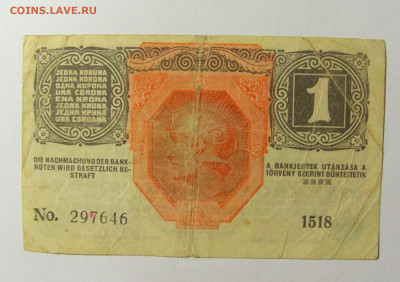 COINS.LAVE.RU
JEDNA KORUNA
JEDNA KORONA
ОДНА КОРОНА
UNA CORONA
ENA KRONA
JEDNA KRUNA
ЈЕДНА КРУНА
UNA COROANA
1
DIE NACHMACHUNG DER BANK-
NOTEN WIRD GESETZLICH BE-
STRAFT
A BANKJEGYEK UTÁNZÁSA A
TÖRVÉNY SZERINT BÜNTETTETIK
No. 297646
1518